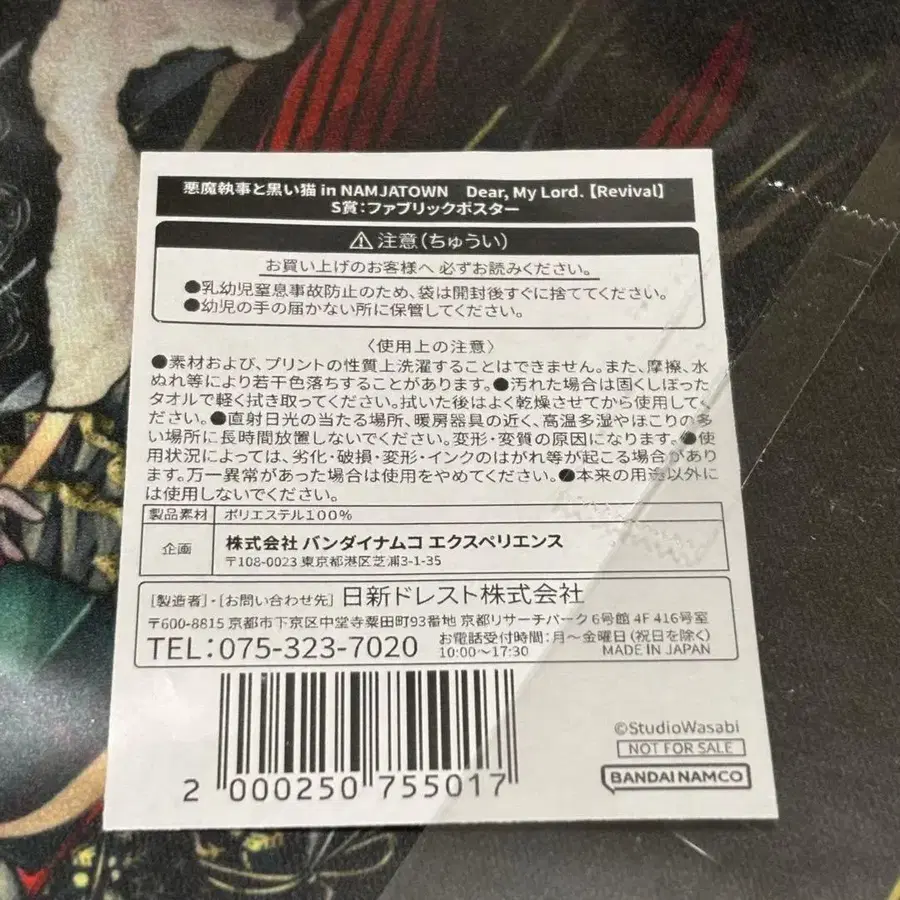 悪魔執事と黒い猫 in NAMJATOWN Dear, My Lord.【Revival】
S賞:ファブリックポスター
⚠注意(ちゅうい)
お買い上げのお客様へ 必ずお読みください。
●乳幼児窒息事故防止のため、袋は開封後すぐに捨ててください。
●幼児の手の届かない所に保管してください。
〈使用上の注意〉
●素材および、プリントの性質上洗濯することはできません。また、摩擦、水
ぬれ等により若干色落ちすることがあります。●汚れた場合は固くしぼった
タオルで軽く拭き取ってください。拭いた後はよく乾燥させてから使用してく
ださい。●直射日光の当たる場所、暖房器具の近く、高温多湿やほこりの多
い場所に長時間放置しないでください。変形・変質の原因になります。●使
用状況によっては、劣化・破損・変形・インクのはがれ等が起こる場合があり
ます。万一異常があった場合は使用をやめてください。●本来の用途以外に
は使用しないでください。
製品素材 ポリエステル100%
企画 株式会社 バンダイナムコ エクスペリエンス
〒108-0023 東京都港区芝浦3-1-35
[製造者]・[お問い合わせ先] 日新ドレスト株式会社
〒600-8815 京都市下京区中堂寺粟田町93番地 京都リサーチパーク 6号館 4F 416号室
TEL:075-323-7020 お電話受付時間:月〜金曜日(祝日を除く)
10:00〜17:30 MADE IN JAPAN
©StudioWasabi
NOT FOR SALE
BANDAI NAMCO
2 000250 755017